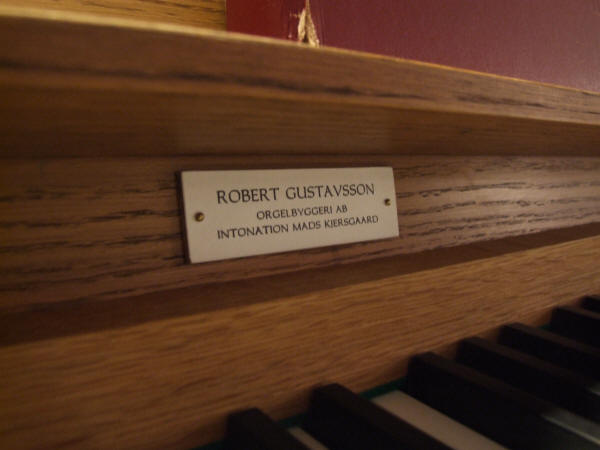 ROBERT GUSTAVSSON
ORGELBYGGERI AB
INTONATION MADS KJERSGAARD